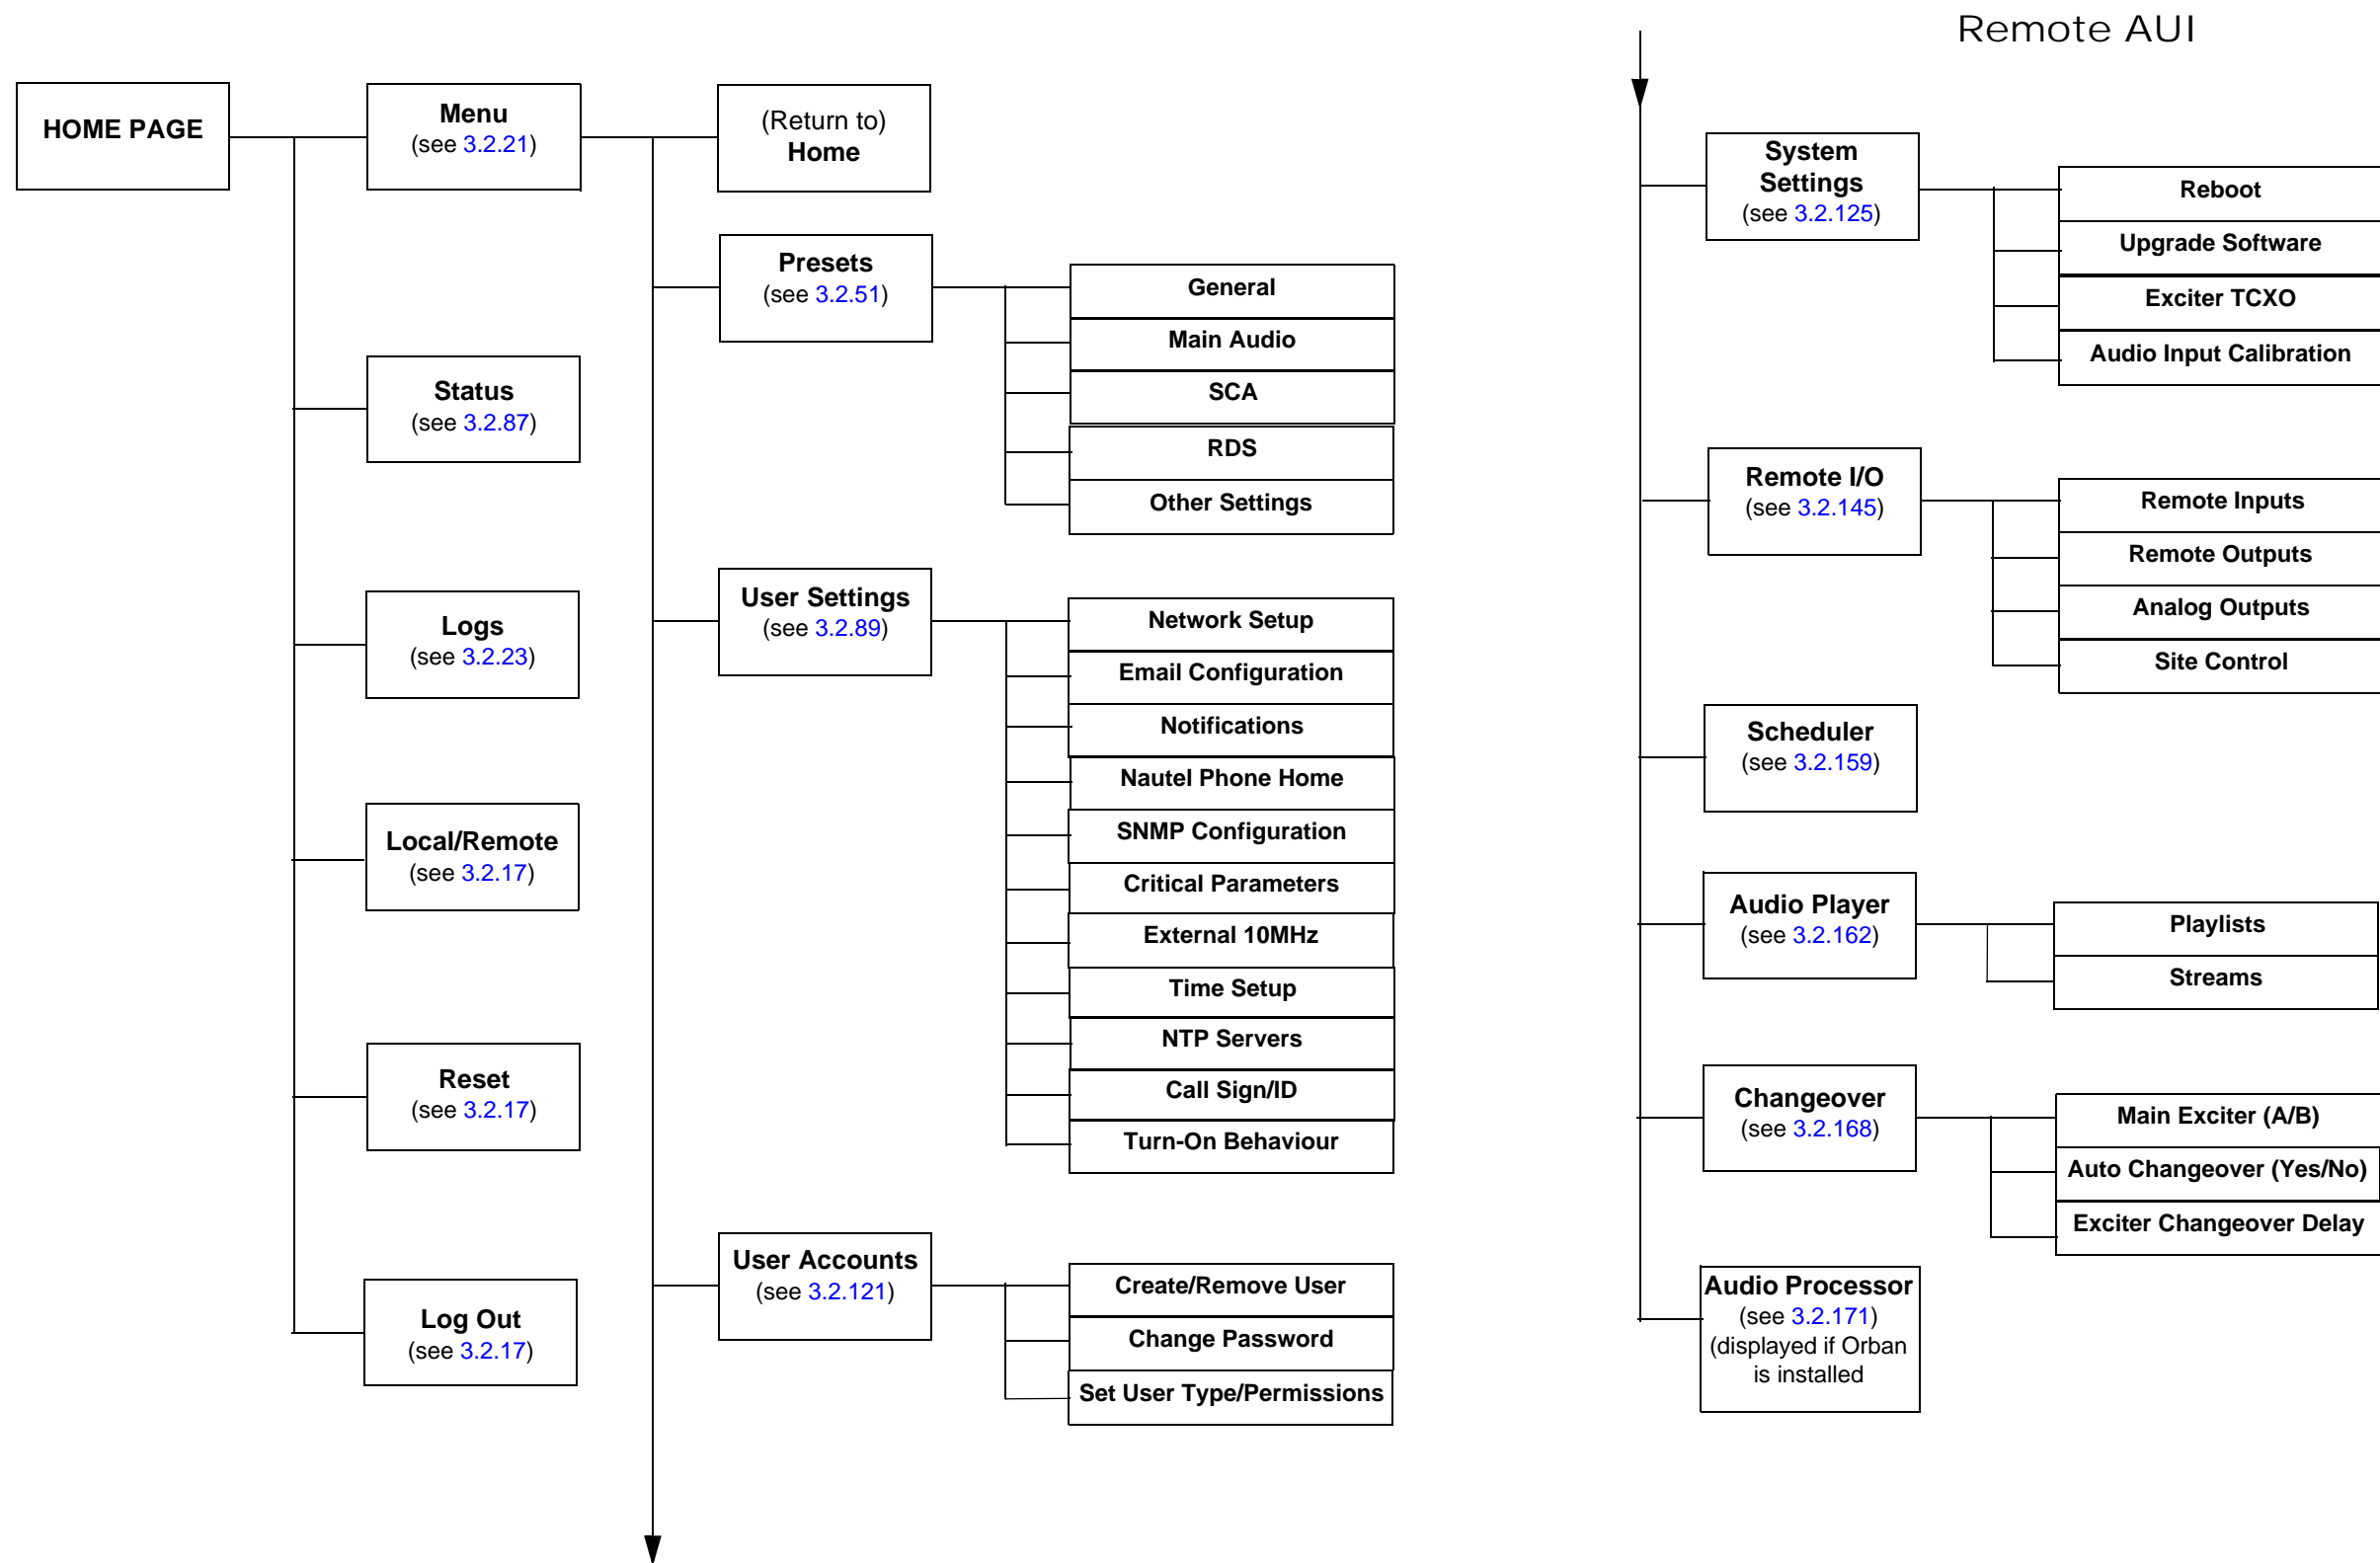 Remote AUI
HOME PAGE
Menu
(see 3.2.21)
Status
(see 3.2.87)
Logs
(see 3.2.23)
Local/Remote
(see 3.2.17)
Reset
(see 3.2.17)
Log Out
(see 3.2.17)
(Return to)
Home
Presets
(see 3.2.51)
General
Main Audio
SCA
RDS
Other Settings
User Settings
(see 3.2.89)
Network Setup
Email Configuration
Notifications
Nautel Phone Home
SNMP Configuration
Critical Parameters
External 10MHz
Time Setup
NTP Servers
Call Sign/ID
Turn-On Behaviour
User Accounts
(see 3.2.121)
Create/Remove User
Change Password
Set User Type/Permissions
System
Settings
(see 3.2.125)
Reboot
Upgrade Software
Exciter TCXO
Audio Input Calibration
Remote I/O
(see 3.2.145)
Remote Inputs
Remote Outputs
Analog Outputs
Site Control
Scheduler
(see 3.2.159)
Audio Player
(see 3.2.162)
Playlists
Streams
Changeover
(see 3.2.168)
Main Exciter (A/B)
Auto Changeover (Yes/No)
Exciter Changeover Delay
Audio Processor
(see 3.2.171)
(displayed if Orban
is installed